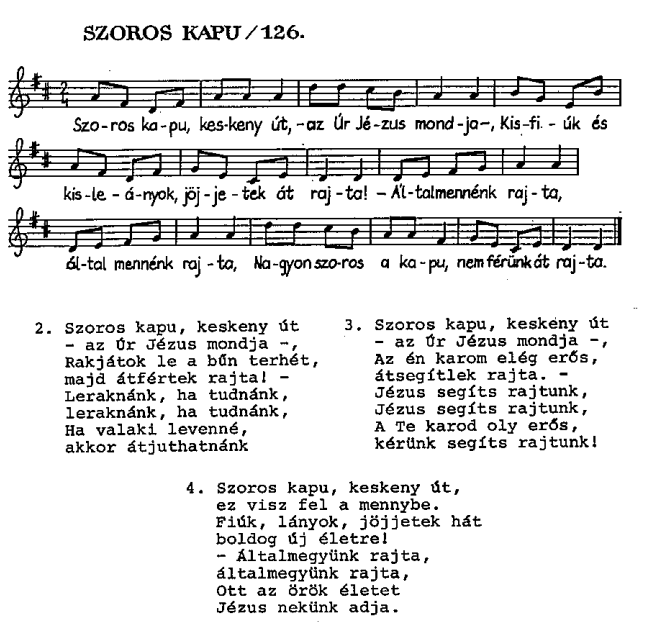 SZOROS KAPU/126.
Szo-ros ka-pu, kes-keny út, -az Úr Jé-zus mond-ja-, Kis-fi-úk és
kis-le-á-nyok, jöj-je-tek át raj-ta! - Ál-talmennénk raj-ta,
ál-tal mennénk raj-ta, Na-gyon szo-ros a ka-pu, nem férünk át raj-ta.
2. Szoros kapu, keskeny út
- az Úr Jézus mondja -,
Rakjátok le a bűn terhét,
majd átfértek rajta! -
Leraknánk, ha tudnánk,
leraknánk, ha tudnánk,
Ha valaki levenné,
akkor átjuthatnánk
3. Szoros kapu, keskeny út
- az Úr Jézus mondja -,
Az én karom elég erős,
átsegítlek rajta. -
Jézus segíts rajtunk,
Jézus segíts rajtunk,
A Te karod oly erős,
kérünk segíts rajtunk!
4. Szoros kapu, keskeny út,
ez visz fel a mennybe.
Fiúk, lányok, jöjjetek hát
boldog új életre!
- Általmegyünk rajta,
általmegyünk rajta,
Ott az örök életet
Jézus nekünk adja.